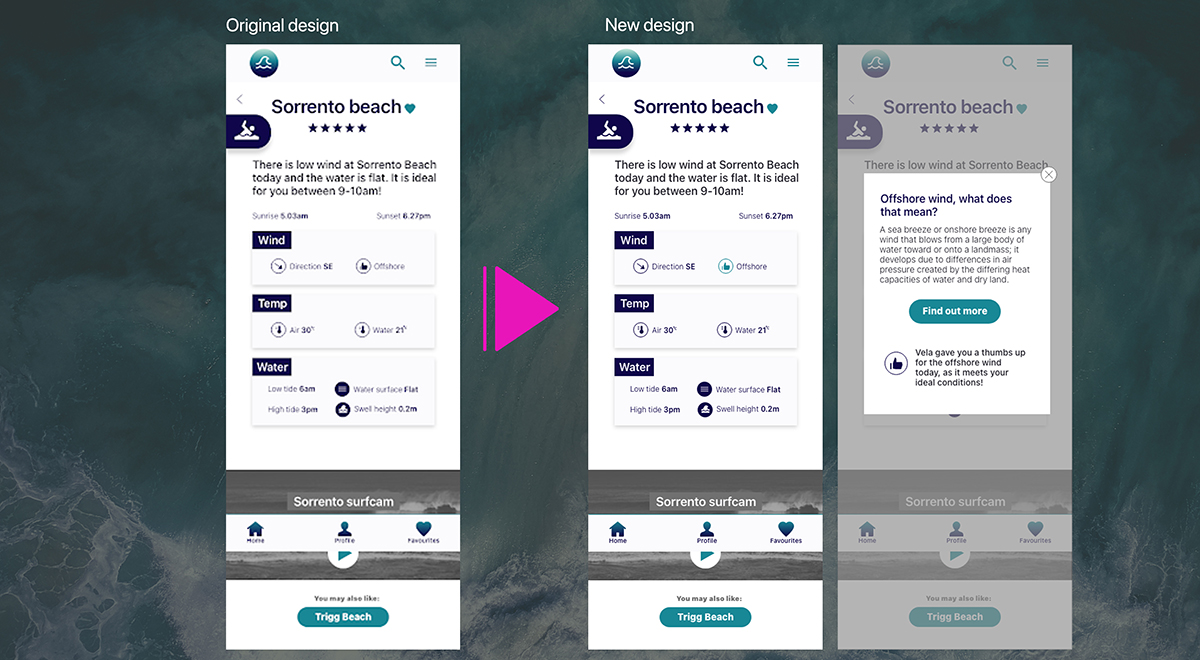 Original design
Sorrento beach
There is low wind at Sorrento Beach
today and the water is flat. It is ideal
for you between 9-10am!
Sunrise 5.03am
Sunset 6.27pm
Wind
Direction SE
Offshore
Temp
Air 30°
Water 21°
Water
Low tide 6am
Water surface Flat
High tide 3pm
Swell height 0.2m
Sorrento surfcam
Home
Profile
Favourites
You may also like:
Trigg Beach
New design
Sorrento beach
There is low wind at Sorrento Beach
today and the water is flat. It is ideal
for you between 9-10am!
Sunrise 5.03am
Sunset 6.27pm
Wind
Direction SE
Offshore
Temp
Air 30°
Water 21°
Water
Low tide 6am
Water surface Flat
High tide 3pm
Swell height 0.2m
Sorrento surfcam
Home
Profile
Favourites
You may also like:
Trigg Beach
Sorrento beach
There is low wind at Sorrento Beach
Offshore wind, what does
that mean?
A sea breeze or onshore breeze is any
wind that blows from a large body of
water toward or onto a landmass; it
develops due to differences in air
pressure created by the differing heat
capacities of water and dry land.
Find out more
Vela gave you a thumbs up
for the offshore wind
today, as it meets your
ideal conditions!
Sorrento surfcam
Home
Profile
Favourites
You may also like:
Trigg Beach